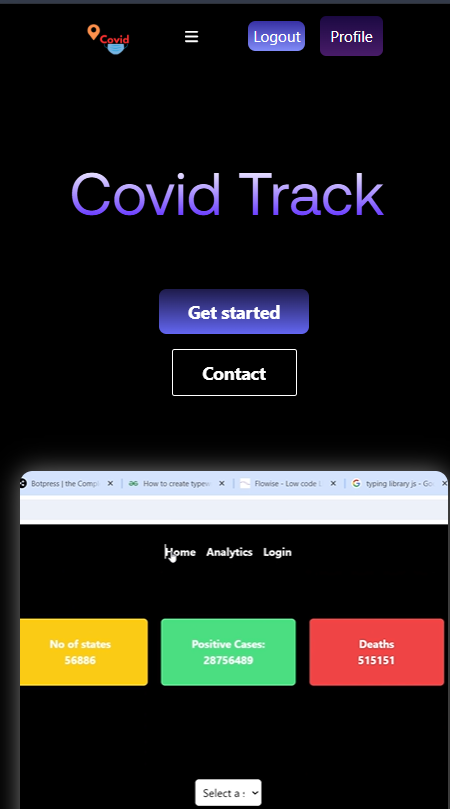 Covid
Logout
Profile
Covid Track
Get started
Contact
Botpress | the Comp
How to create typew
Flowise - Low code
typing library js - Go
Home Analytics Login
No of states
56886
Positive Cases:
28756489
Deaths
515151
Select a